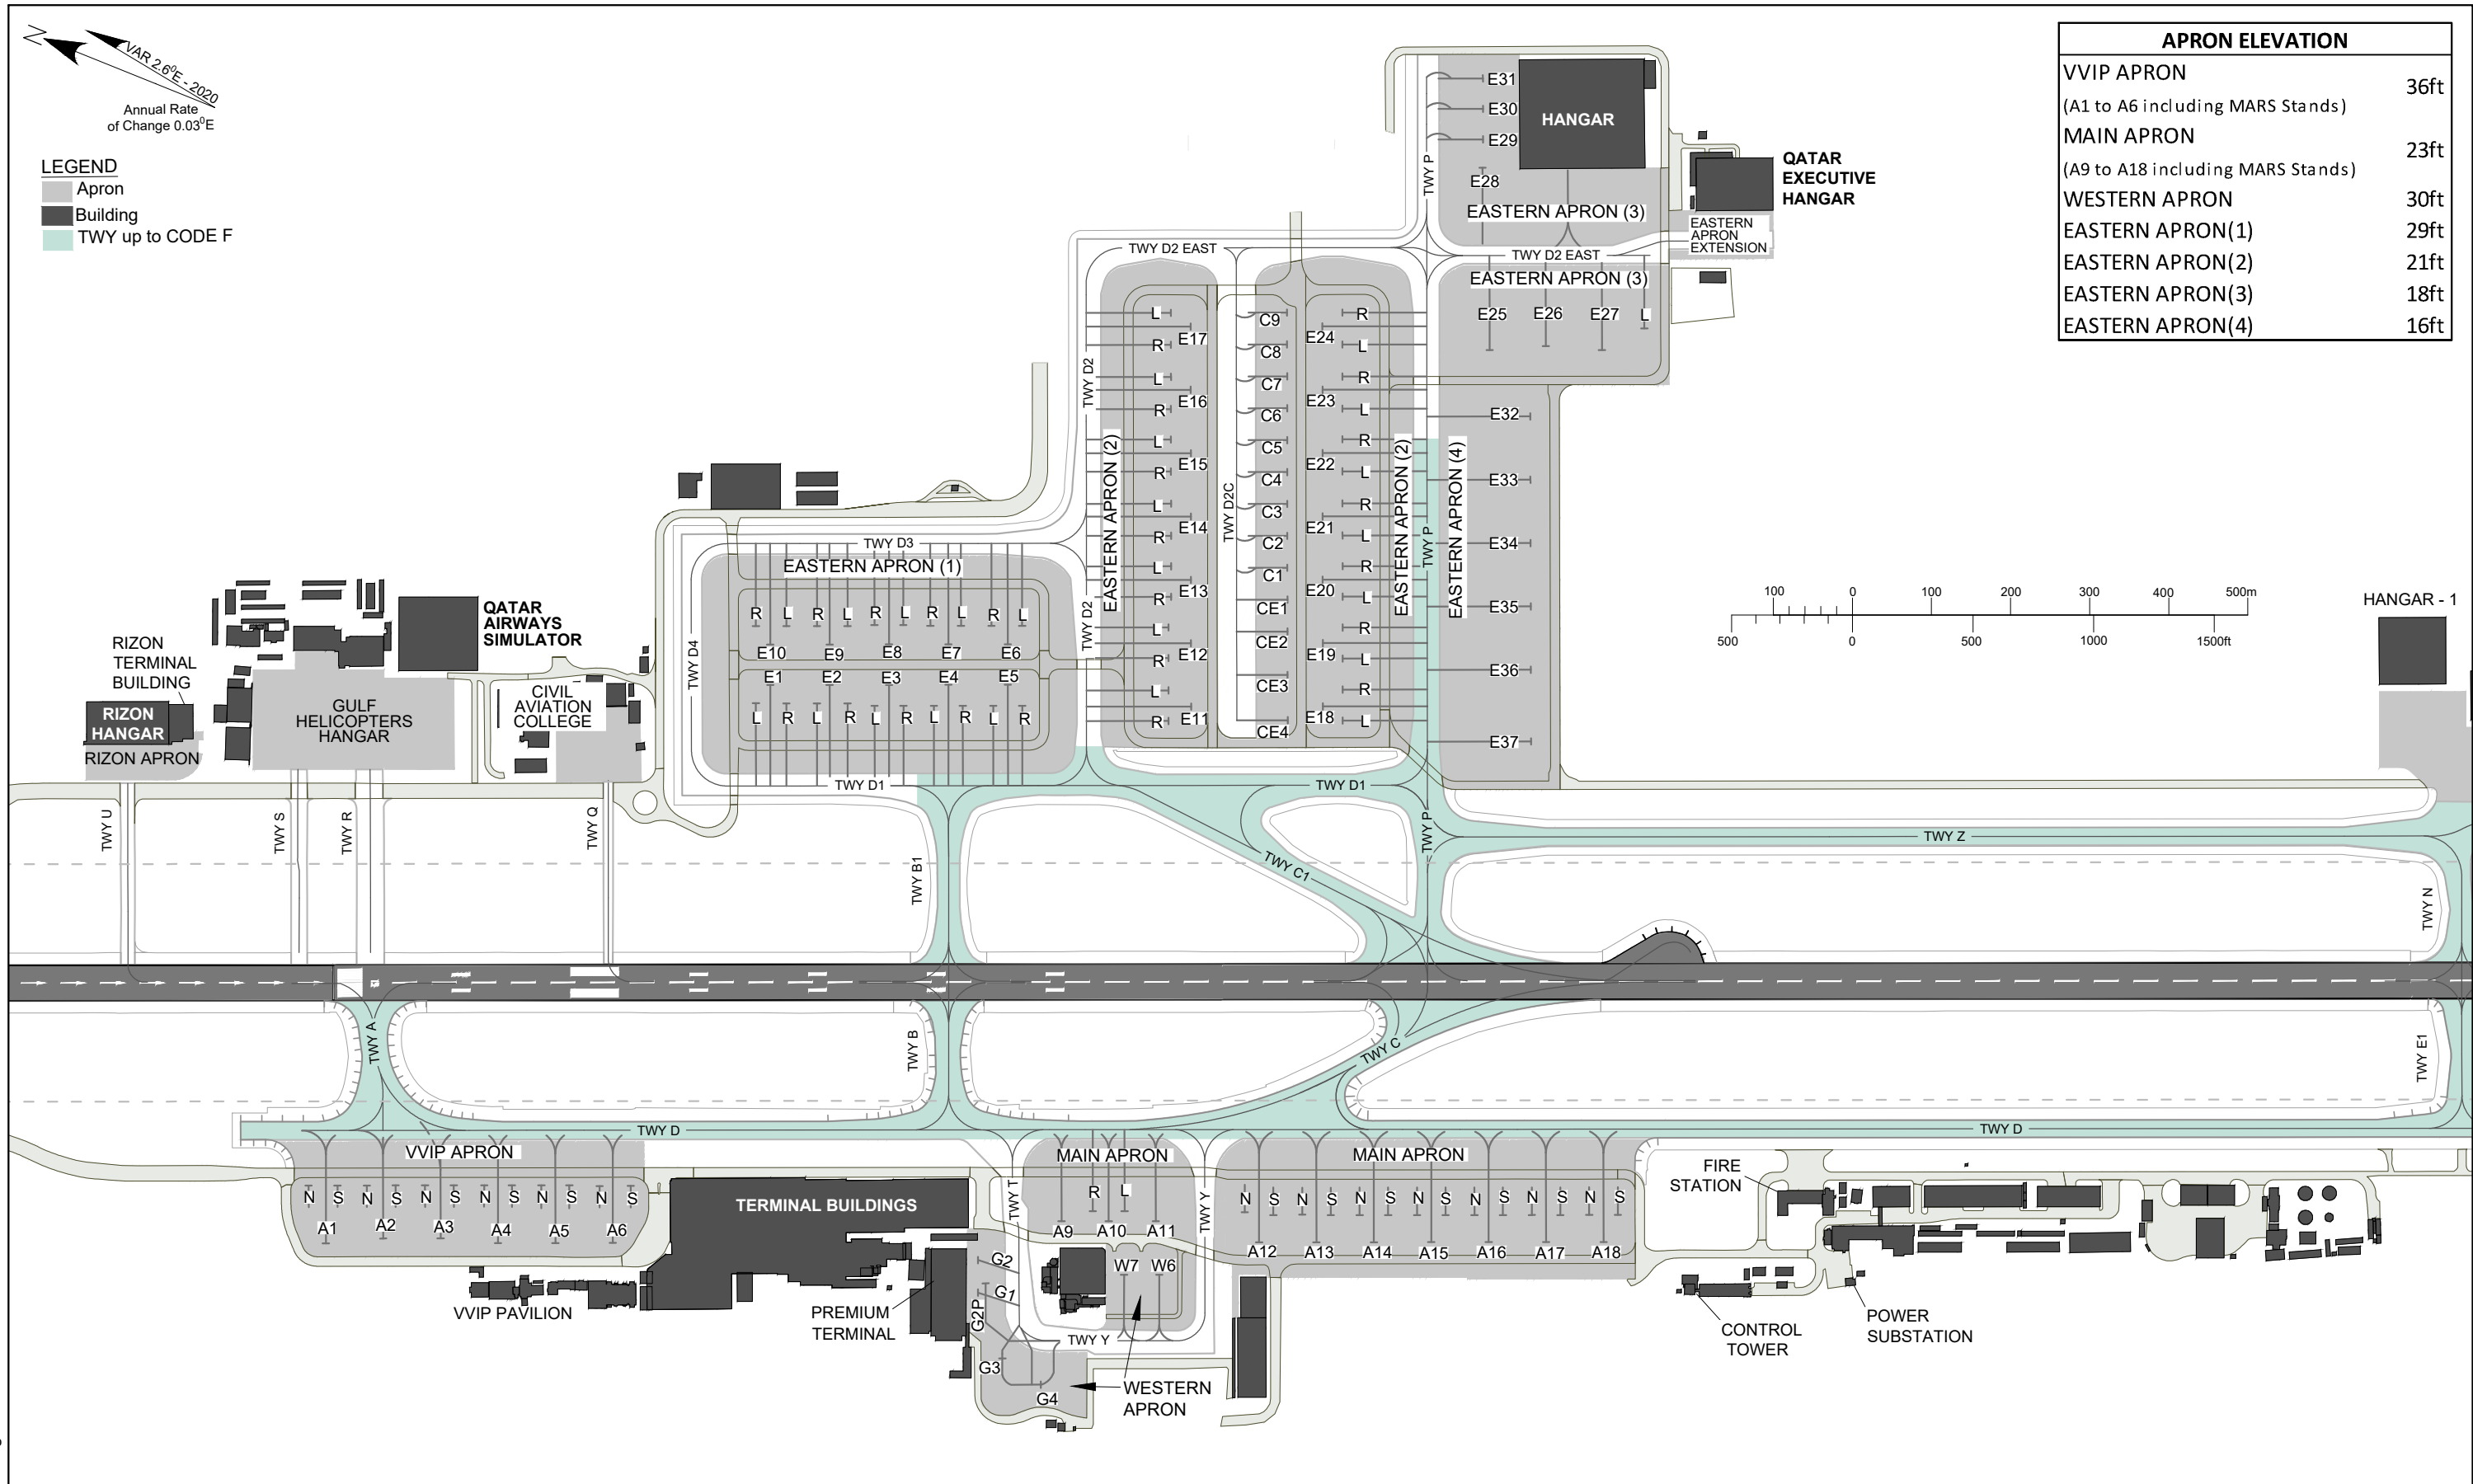 N
VAR 2.6⁰E - 2020
Annual Rate
of Change 0.03⁰E
LEGEND
Apron
Building
TWY up to CODE F
APRON ELEVATION
VVIP APRON
36ft
(A1 to A6 including MARS Stands)
MAIN APRON
23ft
(A9 to A18 including MARS Stands)
WESTERN APRON 30ft
EASTERN APRON(1) 29ft
EASTERN APRON(2) 21ft
EASTERN APRON(3) 18ft
EASTERN APRON(4) 16ft
E31
E30
E29
E28
HANGAR
TWY P
EASTERN APRON (3)
QATAR
EXECUTIVE
HANGAR
EASTERN
APRON
EXTENSION
TWY D2 EAST
TWY D2 EAST
EASTERN APRON (3)
E25 E26 E27 L
L
E17
R
L
E16
R
L
E15
R
L
E14
R
L
E13
R
L
E12
R
L
E11
R
TWY D2
TWY D2
EASTERN APRON (2)
TWY D2C
C9
C8
C7
C6
C5
C4
C3
C2
C1
CE1
CE2
CE3
CE4
R
E24
L
R
E23
L
R
E22
L
R
E21
L
R
E20
L
R
E19
L
R
E18
L
EASTERN APRON (2)
TWY P
EASTERN APRON (4)
E32
E33
E34
E35
E36
E37
TWY D3
EASTERN APRON (1)
R L R L R L R L R L
E10 E9 E8 E7 E6
E1 E2 E3 E4 E5
L R L R L R L R L R
TWY D4
TWY D1
TWY D1
QATAR
AIRWAYS
SIMULATOR
RIZON
TERMINAL
BUILDING
RIZON
HANGAR
RIZON APRON
GULF
HELICOPTERS
HANGAR
CIVIL
AVIATION
COLLEGE
100 0 100 200 300 400 500m
500 0 500 1000 1500ft
HANGAR - 1
TWY U
TWY S
TWY R
TWY Q
TWY B1
TWY C1
TWY P
TWY Z
TWY N
TWY A
TWY B
TWY C
TWY E1
TWY D
TWY D
VVIP APRON
N S N S N S N S N S N S
A1 A2 A3 A4 A5 A6
VVIP PAVILION
TERMINAL BUILDINGS
PREMIUM
TERMINAL
TWY T
MAIN APRON
R L
A9 A10 A11
TWY Y
G2
G1
G2P
G3
G4
W7 W6
TWY Y
WESTERN
APRON
MAIN APRON
N S N S N S N S N S N S N S
A12 A13 A14 A15 A16 A17 A18
FIRE
STATION
CONTROL
TOWER
POWER
SUBSTATION